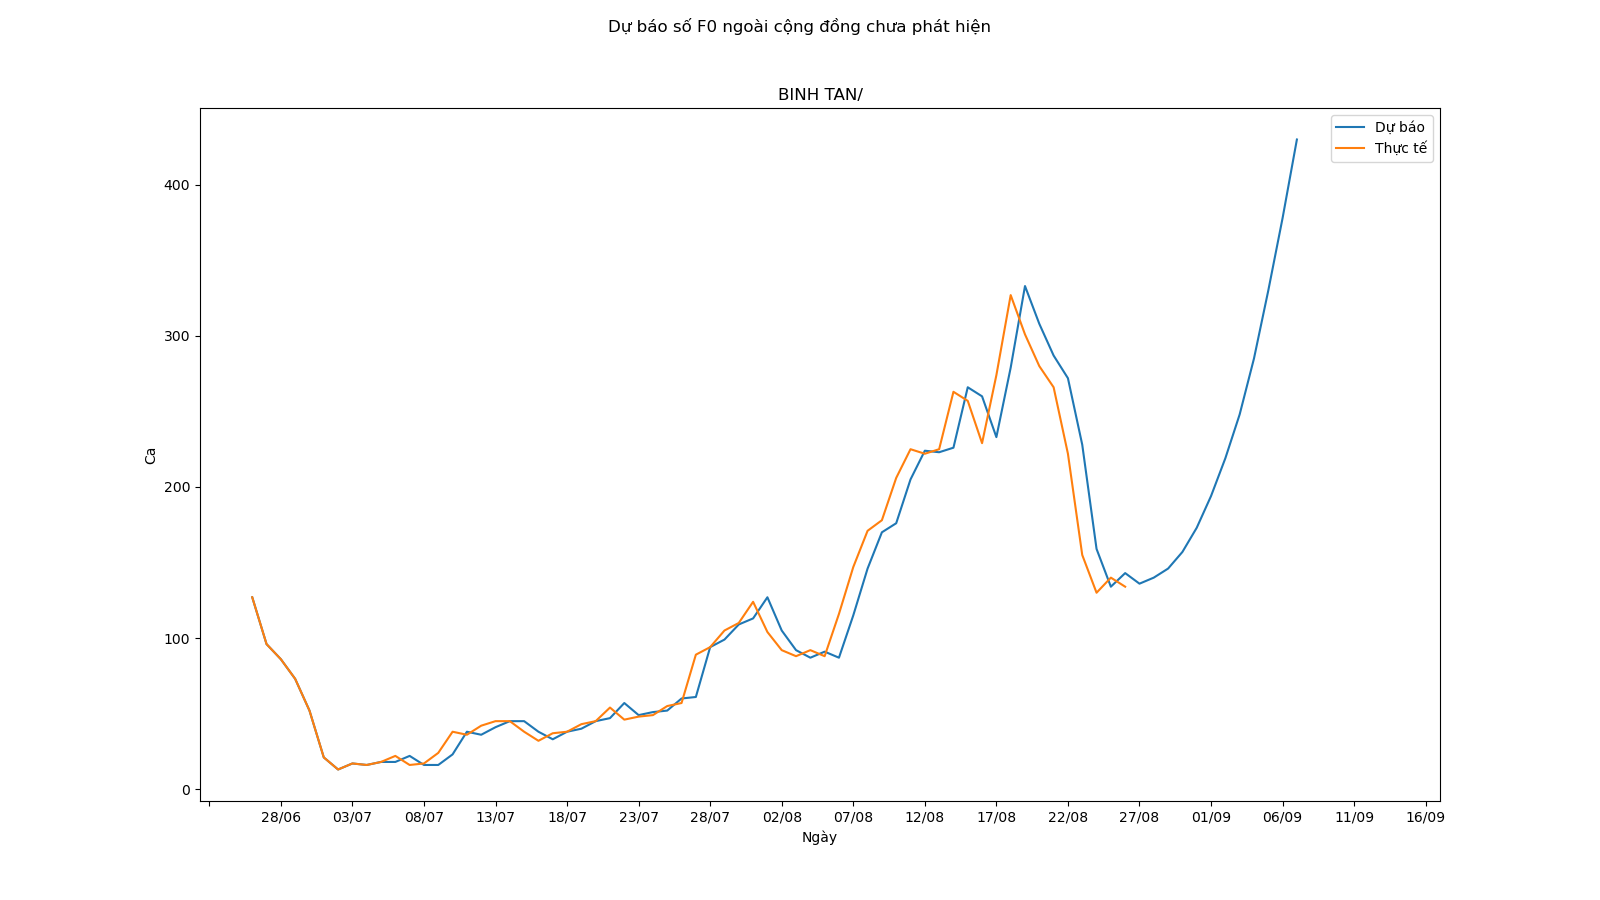 Dự báo số F0 ngoài cộng đồng chưa phát hiện
BINH TAN/
Dự báo
Thực tế
400
300
200
100
0
Ca
28/06 03/07 08/07 13/07 18/07 23/07 28/07 02/08 07/08 12/08 17/08 22/08 27/08 01/09 06/09 11/09 16/09
Ngày